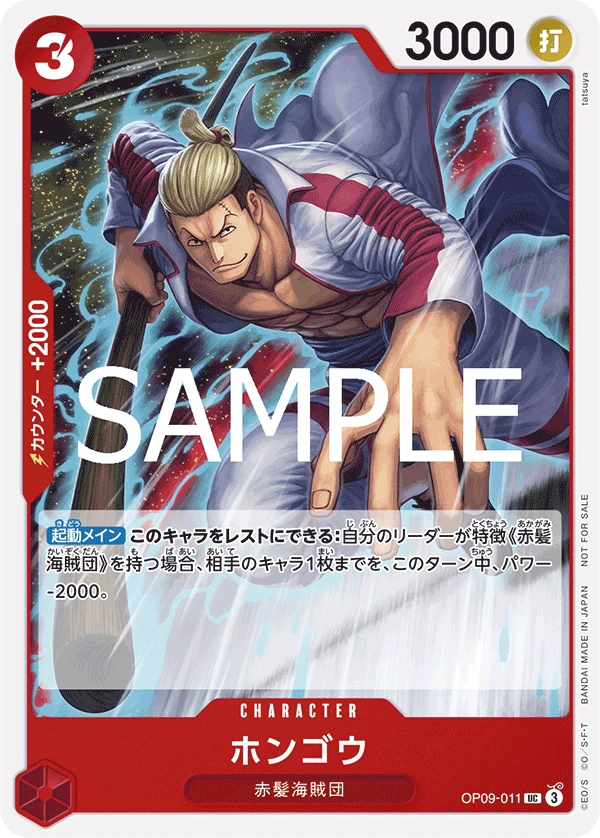 3
3000 打
tatsuya
カウンター +2000
SAMPLE
起動メイン このキャラをレストにできる:自分のリーダーが特徴《赤髪
海賊団》を持つ場合、相手のキャラ1枚までを、このターン中、パワー
-2000。
CHARACTER
ホンゴウ
赤髪海賊団
OP09-011 UC 3
©E.O/S ©O/S・F・T BANDAI MADE IN JAPAN NOT FOR SALE